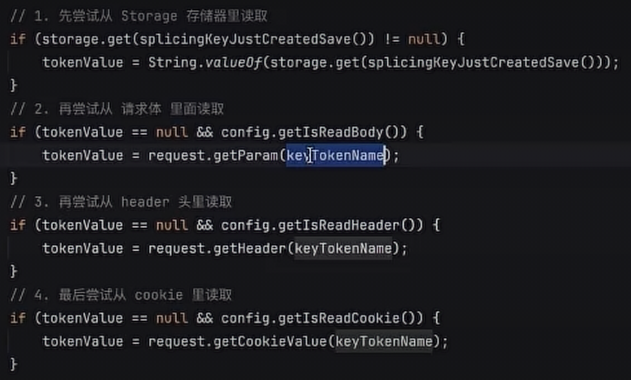 // 1. 先尝试从 Storage 存储器里读取
if (storage.get(splicingKeyJustCreatedSave()) != null) {
tokenValue = String.valueOf(storage.get(splicingKeyJustCreatedSave()));
}
// 2. 再尝试从 请求体 里面读取
if (tokenValue == null && config.getIsReadBody()) {
tokenValue = request.getParam(keyTokenName);
}
// 3. 再尝试从 header 头里读取
if (tokenValue == null && config.getIsReadHeader()) {
tokenValue = request.getHeader(keyTokenName);
}
// 4. 最后尝试从 cookie 里读取
if (tokenValue == null && config.getIsReadCookie()) {
tokenValue = request.getCookieValue(keyTokenName);
}